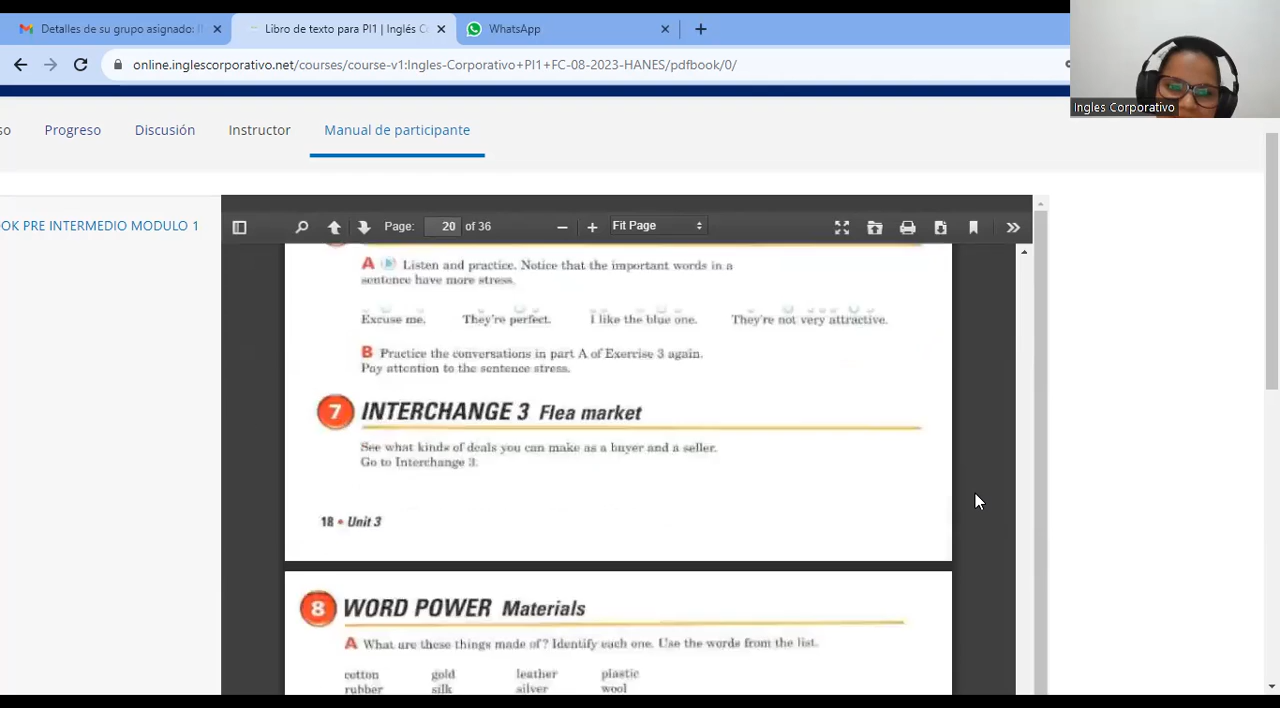 Detalles de su grupo asignado: I
Libro de texto para PI1 | Inglés C
WhatsApp
online.inglescorporativo.net/courses/course-v1:Ingles-Corporativo+PI1+FC-08-2023-HANES/pdfbook/0/
Ingles Corporativo
so
Progreso
Discusión
Instructor
Manual de participante
OK PRE INTERMEDIO MODULO 1
Page:
20
of 36
Fit Page
A Listen and practice. Notice that the important words in a
sentence have more stress.
Excuse me. They're perfect. I like the blue one. They're not very attractive.
B Practice the conversations in part A of Exercise 3 again.
Pay attention to the sentence stress.
7 INTERCHANGE 3 Flea market
See what kinds of deals you can make as a buyer and a seller.
Go to Interchange 3.
18 • Unit 3
8 WORD POWER Materials
A What are these things made of? Identify each one. Use the words from the list.
cotton gold leather plastic
rubber silk silver wool